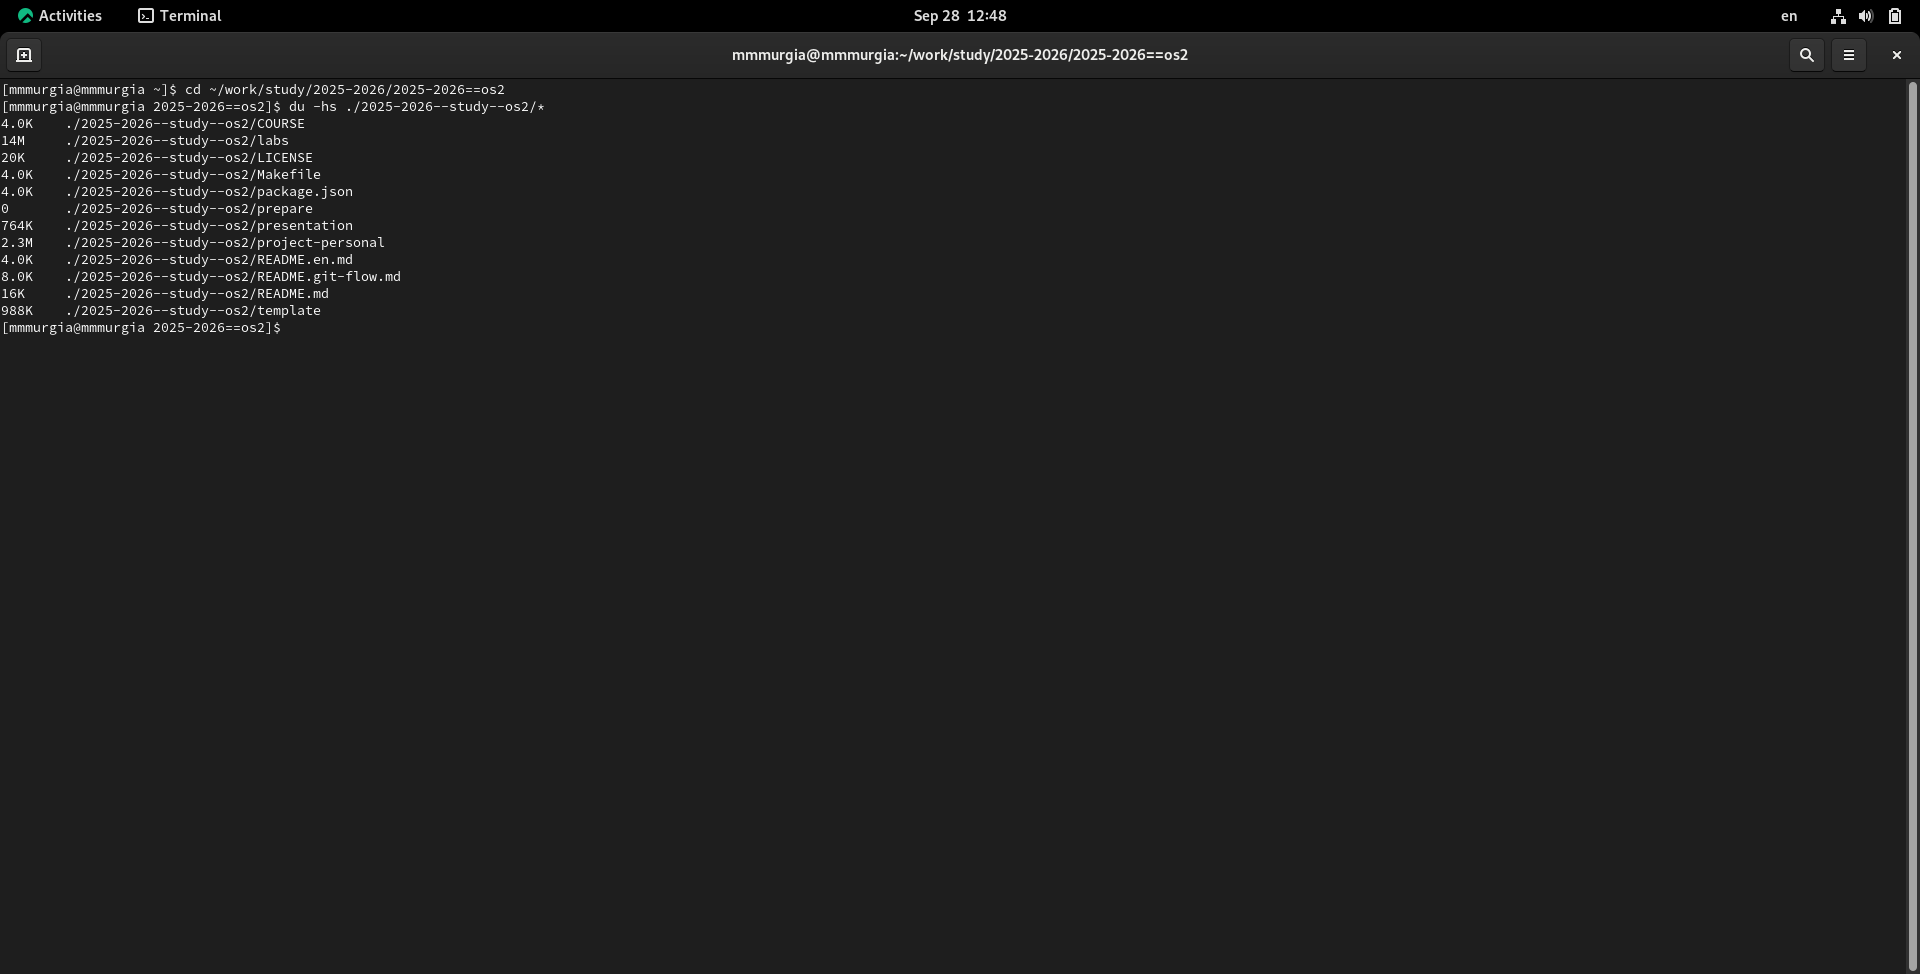 Activities Terminal Sep 28 12:48 en
mmmurgia@mmmurgia:~/work/study/2025-2026/2025-2026==os2
[mmmurgia@mmmurgia ~]$ cd ~/work/study/2025-2026/2025-2026==os2
[mmmurgia@mmmurgia 2025-2026==os2]$ du -hs ./2025-2026--study--os2/*
4.0K	./2025-2026--study--os2/COURSE
14M	./2025-2026--study--os2/labs
20K	./2025-2026--study--os2/LICENSE
4.0K	./2025-2026--study--os2/Makefile
4.0K	./2025-2026--study--os2/package.json
0	./2025-2026--study--os2/prepare
764K	./2025-2026--study--os2/presentation
2.3M	./2025-2026--study--os2/project-personal
4.0K	./2025-2026--study--os2/README.en.md
8.0K	./2025-2026--study--os2/README.git-flow.md
16K	./2025-2026--study--os2/README.md
988K	./2025-2026--study--os2/template
[mmmurgia@mmmurgia 2025-2026==os2]$